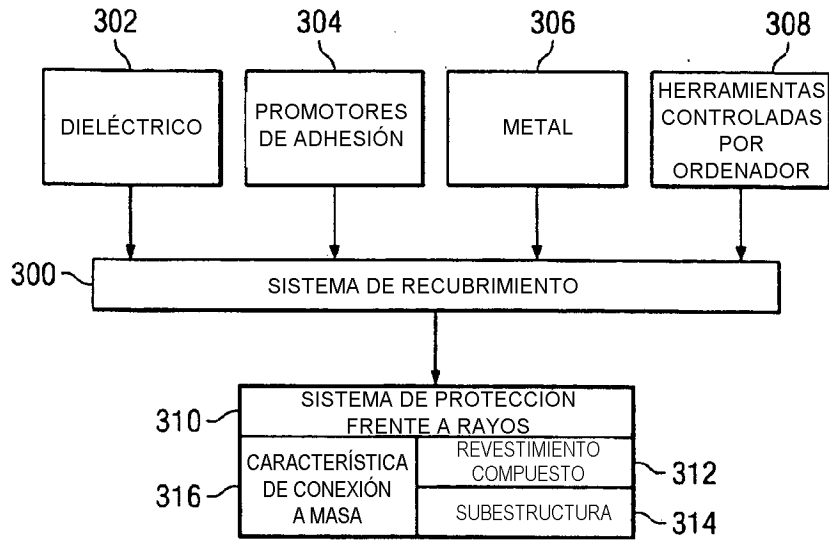 302
304
306
308
DIELÉCTRICO
PROMOTORES
DE ADHESIÓN
METAL
HERRAMIENTAS
CONTROLADAS
POR
ORDENADOR
300
SISTEMA DE RECUBRIMIENTO
310
SISTEMA DE PROTECCIÓN
FRENTE A RAYOS
316
CARACTERÍSTICA
DE CONEXIÓN
A MASA
REVESTIMIENTO
COMPUESTO
312
SUBESTRUCTURA
314